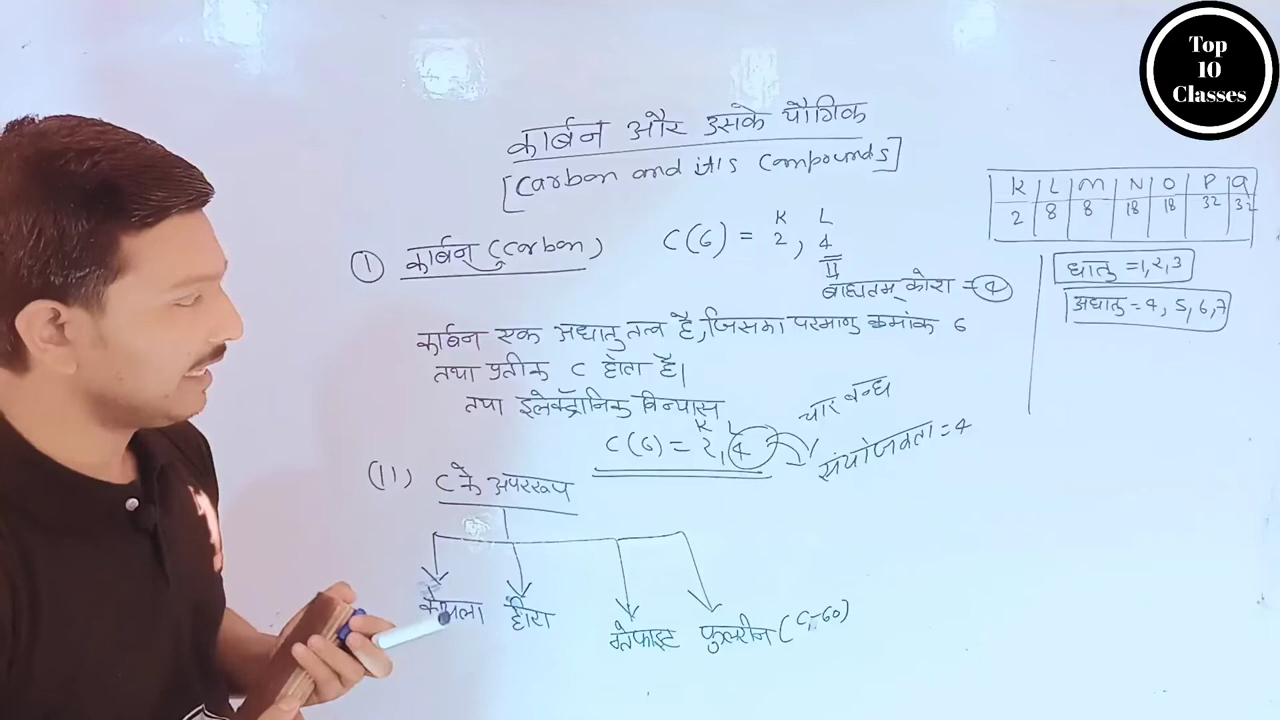 Top
10
Classes
कार्बन और उसके यौगिक
[Carbon and its Compounds]
K L M N O P Q
2 8 8 18 18 32 32
① कार्बन (Carbon)
C(6) = 2, 4
K L
बाह्यतम् कोश = 4
धातु = 1, 2, 3
अधातु = 4, 5, 6, 7
कार्बन एक अधातु तत्व है, जिसका परमाणु क्रमांक 6
तथा प्रतीक C होता है।
तथा इलेक्ट्रॉनिक विन्यास
K L
C(6) = 2, 4
चार बन्ध
संयोजकता = 4
(11) C के अपररूप
कोयला हीरा ग्रेफाइट फुलरीन (C-60)